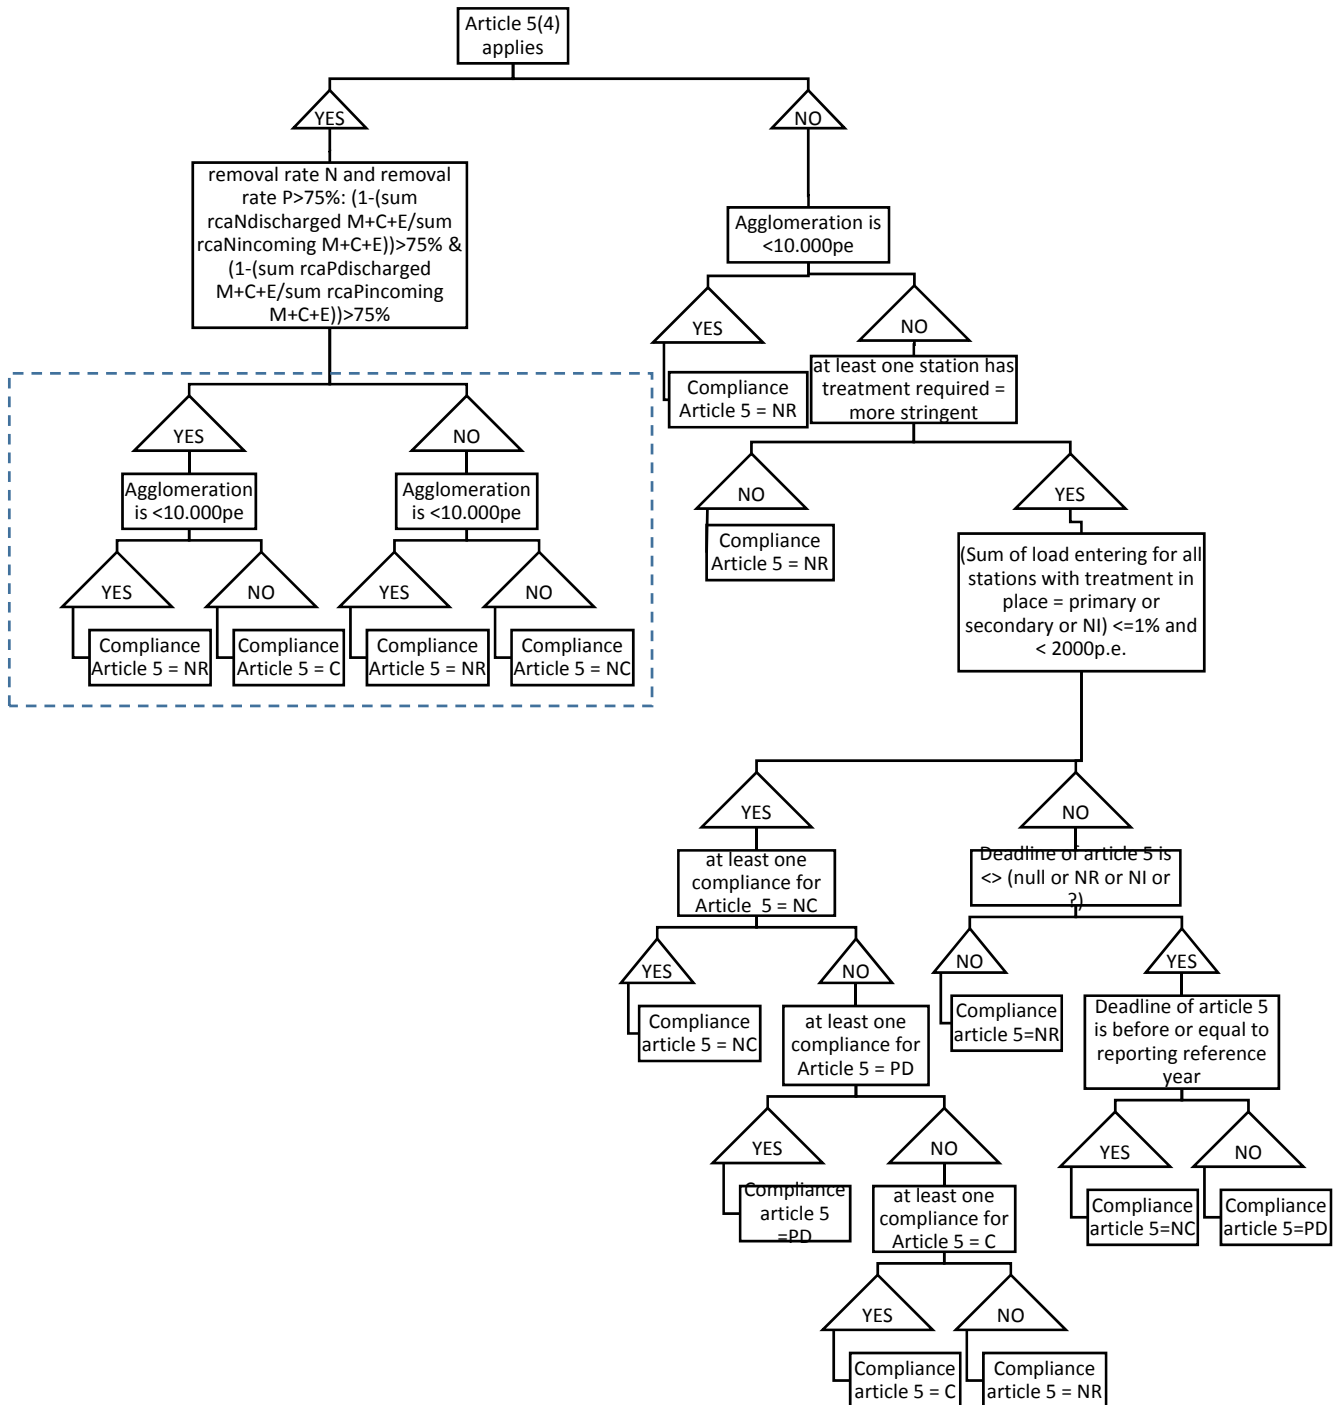 Article 5(4)
applies
YES
NO
removal rate N and removal
rate P>75%: (1-(sum
rcaNdischarged M+C+E/sum
rcaNincoming M+C+E))>75% &
(1-(sum rcaPdischarged
M+C+E/sum rcaPincoming
M+C+E))>75%
Agglomeration is
<10.000pe
YES
NO
Compliance
Article 5 = NR
at least one station has
treatment required =
more stringent
YES
NO
Agglomeration
is <10.000pe
Agglomeration
is <10.000pe
YES
NO
YES
NO
Compliance
Article 5 = NR
Compliance
Article 5 = C
Compliance
Article 5 = NR
Compliance
Article 5 = NC
NO
YES
Compliance
Article 5 = NR
(Sum of load entering for all
stations with treatment in
place = primary or
secondary or NI) <=1% and
< 2000p.e.
YES
NO
at least one
compliance for
Article  5 = NC
Deadline of article 5 is
<> (null or NR or NI or
?)
YES
NO
NO
YES
Compliance
article 5 = NC
at least one
compliance for
Article 5 = PD
Compliance
article 5=NR
Deadline of article 5
is before or equal to
reporting reference
year
YES
NO
YES
NO
Compliance
article 5
=PD
at least one
compliance for
Article 5 = C
Compliance
article 5=NC
Compliance
article 5=PD
YES
NO
Compliance
article 5 = C
Compliance
article 5 = NR